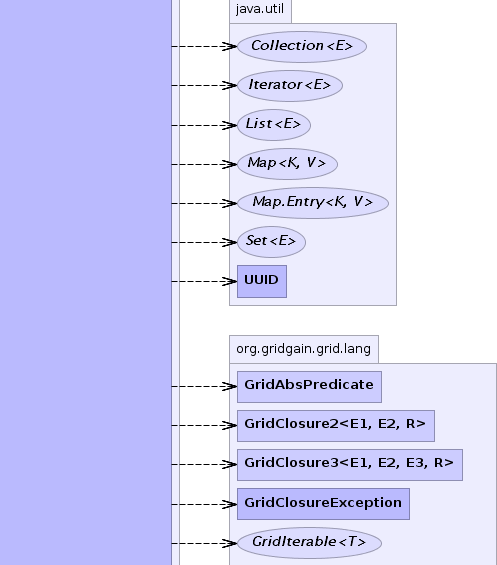 java.util
Collection<E>
Iterator<E>
List<E>
Map<K, V>
Map.Entry<K, V>
Set<E>
UUID
org.gridgain.grid.lang
GridAbsPredicate
GridClosure2<E1, E2, R>
GridClosure3<E1, E2, E3, R>
GridClosureException
GridIterable<T>